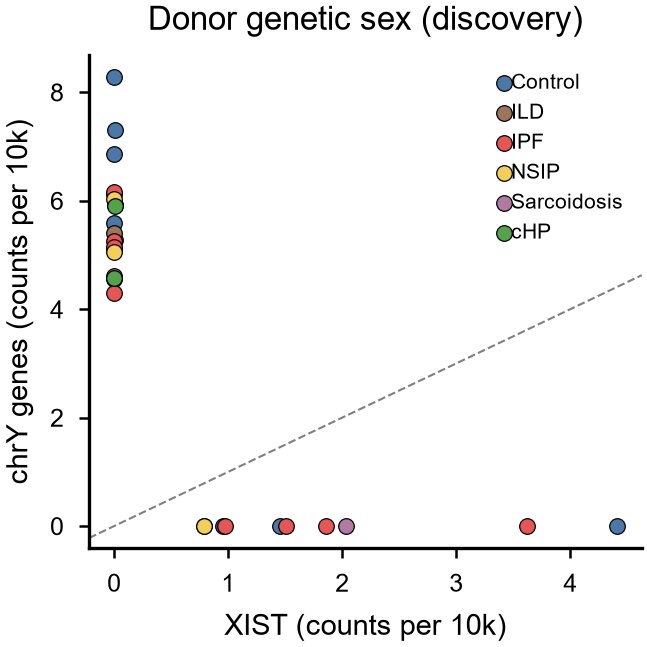 Donor genetic sex (discovery)
chrY genes (counts per 10k)
8
6
4
2
0
Control
ILD
IPF
NSIP
Sarcoidosis
cHP
0 1 2 3 4
XIST (counts per 10k)